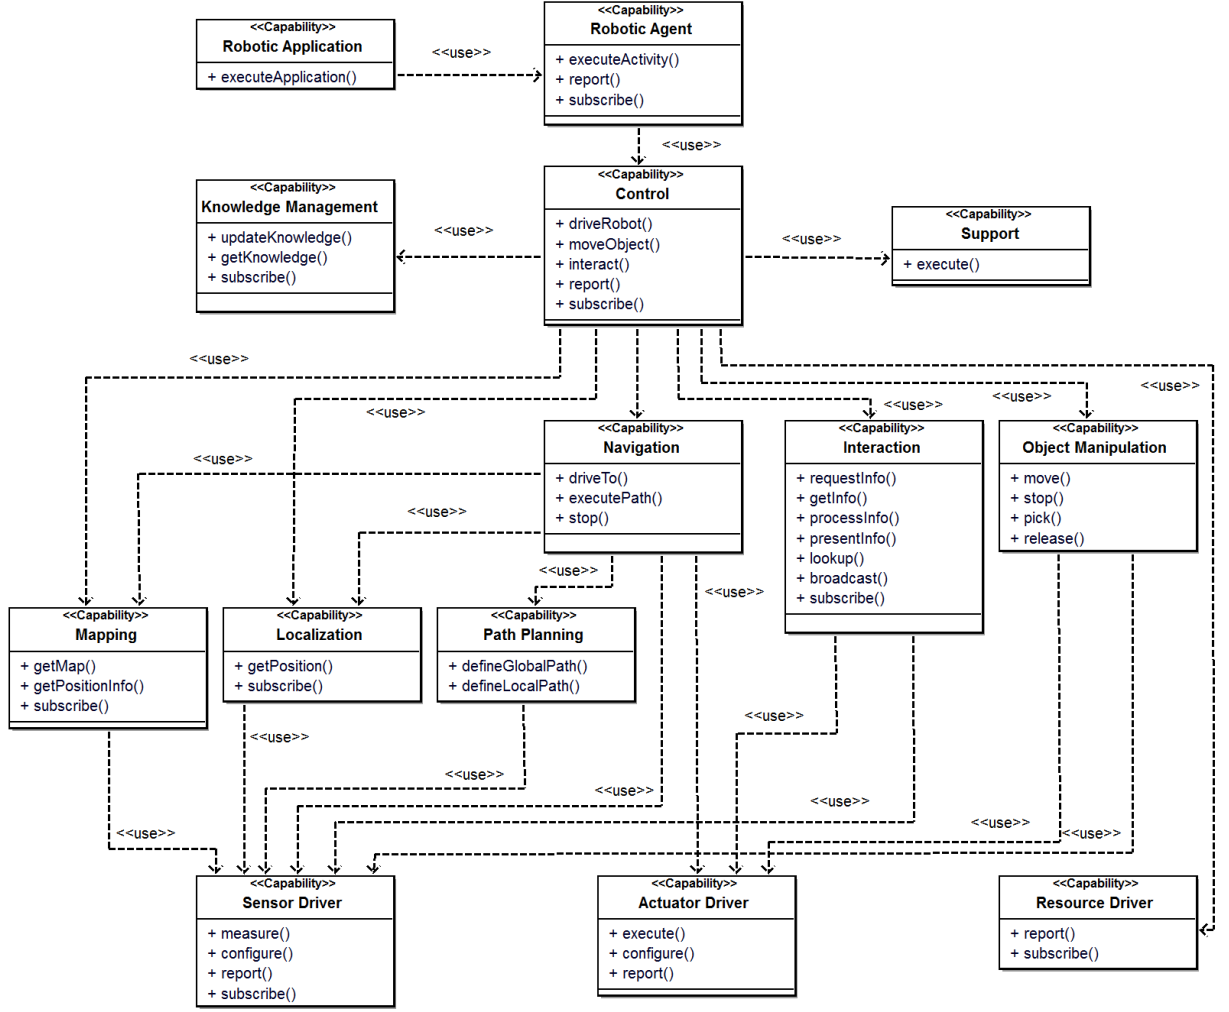 <<Capability>>
Robotic Application
+ executeApplication()
<<use>>
<<Capability>>
Robotic Agent
+ executeActivity()
+ report()
+ subscribe()
<<use>>
<<Capability>>
Knowledge Management
+ updateKnowledge()
+ getKnowledge()
+ subscribe()
<<use>>
<<Capability>>
Control
+ driveRobot()
+ moveObject()
+ interact()
+ report()
+ subscribe()
<<use>>
<<Capability>>
Support
+ execute()
<<use>>
<<use>>
<<use>>
<<use>>
<<use>>
<<use>>
<<use>>
<<Capability>>
Navigation
+ driveTo()
+ executePath()
+ stop()
<<Capability>>
Interaction
+ requestInfo()
+ getInfo()
+ processInfo()
+ presentInfo()
+ lookup()
+ broadcast()
+ subscribe()
<<Capability>>
Object Manipulation
+ move()
+ stop()
+ pick()
+ release()
<<use>>
<<use>>
<<Capability>>
Mapping
+ getMap()
+ getPositionInfo()
+ subscribe()
<<Capability>>
Localization
+ getPosition()
+ subscribe()
<<Capability>>
Path Planning
+ defineGlobalPath()
+ defineLocalPath()
<<use>>
<<use>>
<<use>>
<<use>>
<<use>>
<<use>>
<<use>>
<<use>>
<<Capability>>
Sensor Driver
+ measure()
+ configure()
+ report()
+ subscribe()
<<Capability>>
Actuator Driver
+ execute()
+ configure()
+ report()
<<Capability>>
Resource Driver
+ report()
+ subscribe()